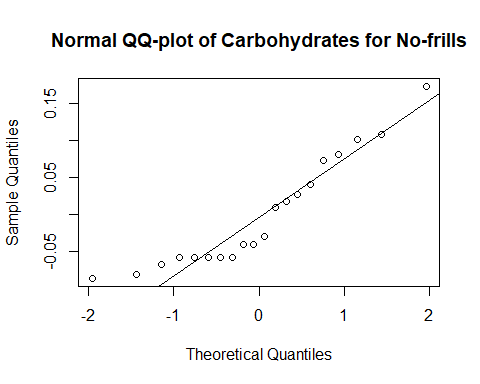 Normal QQ-plot of Carbohydrates for No-frills
Sample Quantiles
0.15
0.05
-0.05
-2
-1
0
1
2
Theoretical Quantiles